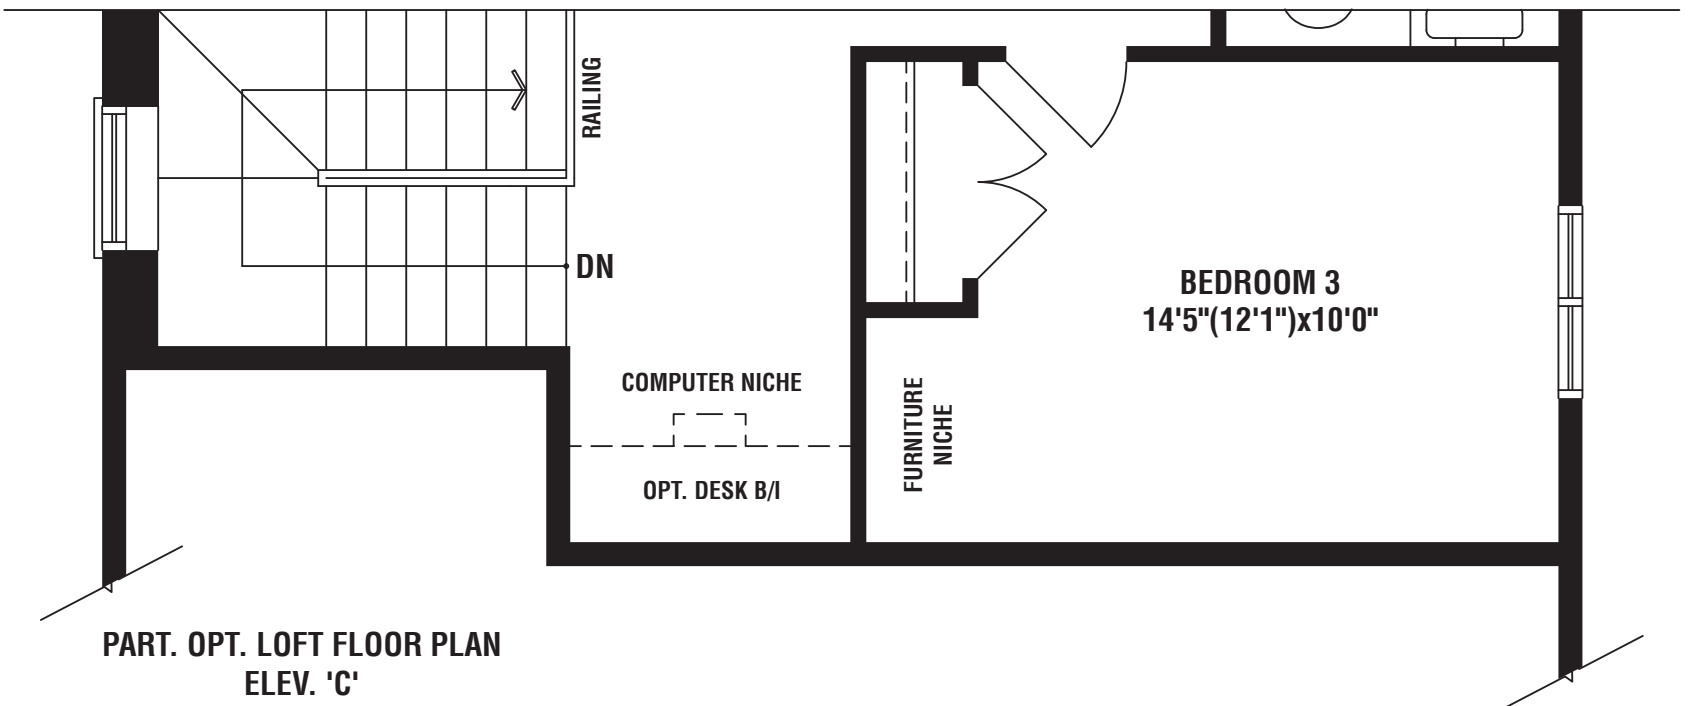 RAILING
DN
BEDROOM 3
14'5"(12'1")x10'0"
COMPUTER NICHE
FURNITURE
NICHE
OPT. DESK B/I
PART. OPT. LOFT FLOOR PLAN
ELEV. 'C'